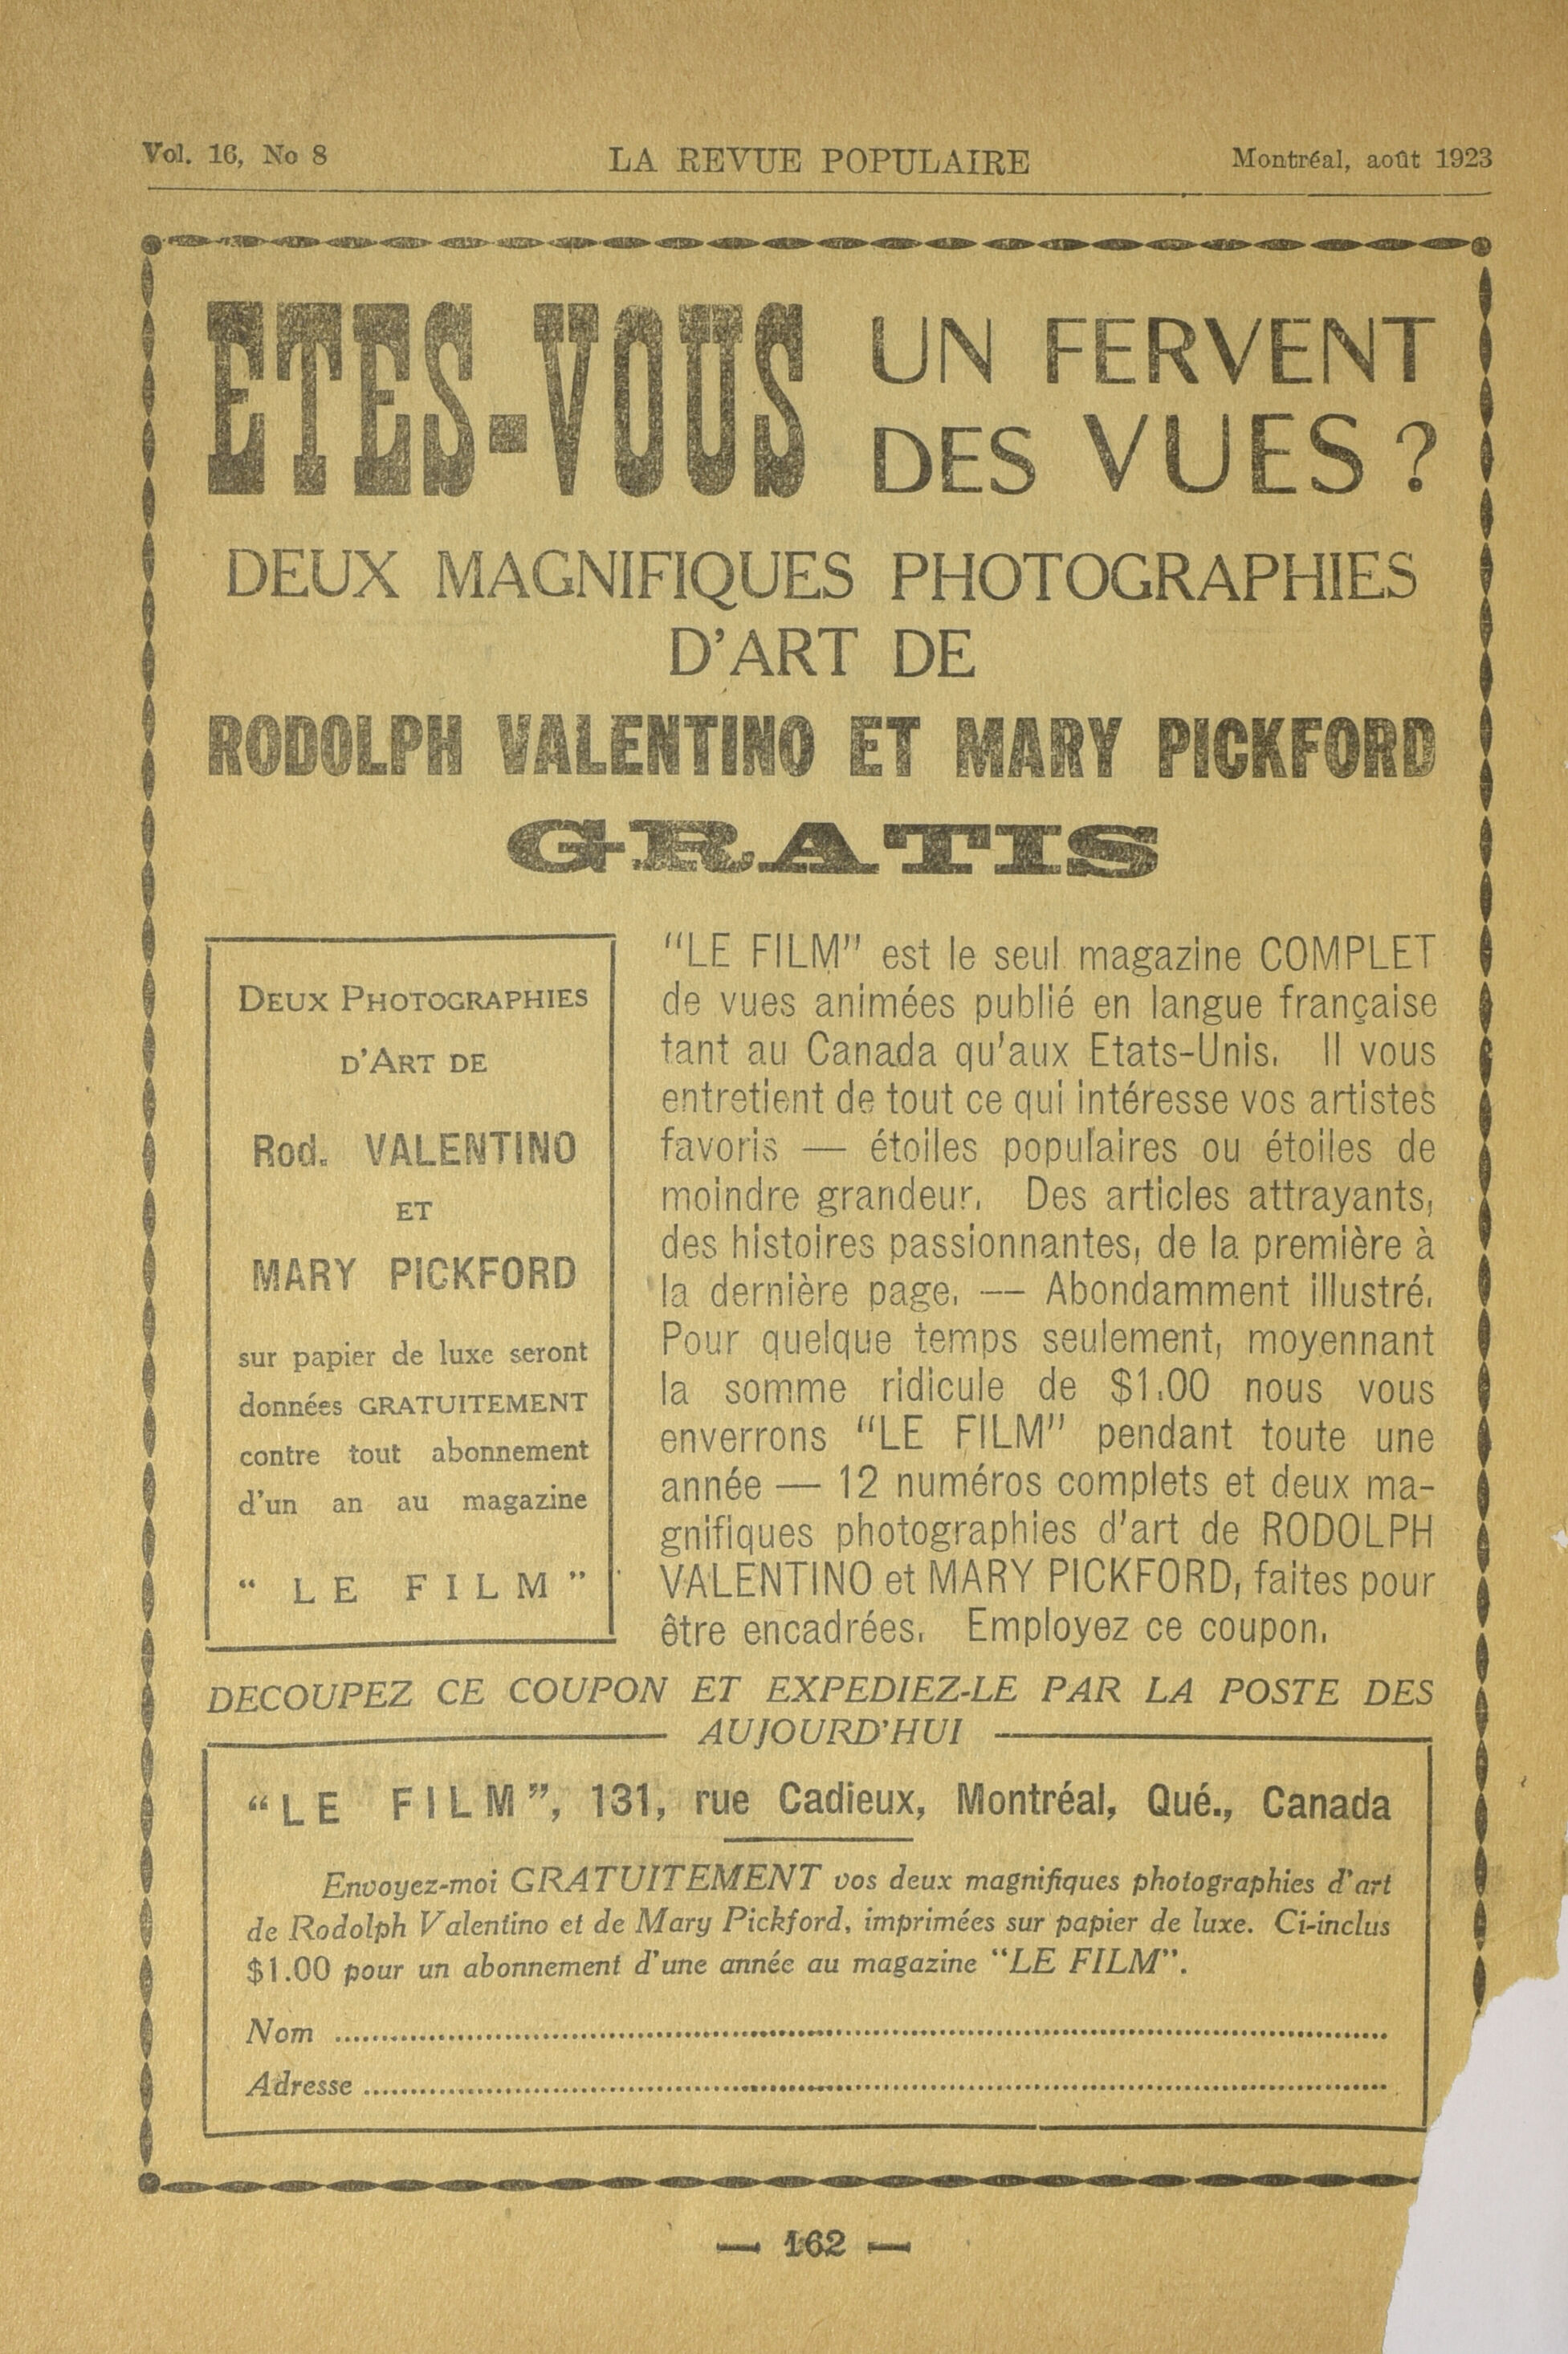 Vol. 16, No 8 LA REVUE POPULAIRE Montréal, août 1923
ETES-VOUS UN FERVENT
DES VUES ?
DEUX MAGNIFIQUES PHOTOGRAPHIES
D'ART DE
RODOLPH VALENTINO ET MARY PICKFORD
GRATIS
DEUX PHOTOGRAPHIES
D'ART DE
Rod. VALENTINO
ET
MARY PICKFORD
sur papier de luxe seront
données GRATUITEMENT
contre tout abonnement
d'un an au magazine
" LE FILM "
"LE FILM" est le seul magazine COMPLET
de vues animées publié en langue française
tant au Canada qu'aux Etats-Unis. Il vous
entretient de tout ce qui intéresse vos artistes
favoris — étoiles populaires ou étoiles de
moindre grandeur. Des articles attrayants,
des histoires passionnantes, de la première à
la dernière page. — Abondamment illustré.
Pour quelque temps seulement, moyennant
la somme ridicule de $1.00 nous vous
enverrons "LE FILM" pendant toute une
année — 12 numéros complets et deux ma-
gnifiques photographies d'art de RODOLPH
VALENTINO et MARY PICKFORD, faites pour
être encadrées. Employez ce coupon.
DECOUPEZ CE COUPON ET EXPEDIEZ-LE PAR LA POSTE DES
AUJOURD'HUI
"LE FILM", 131, rue Cadieux, Montréal, Qué., Canada
Envoyez-moi GRATUITEMENT vos deux magnifiques photographies d'art
de Rodolph Valentino et de Mary Pickford, imprimées sur papier de luxe. Ci-inclus
$1.00 pour un abonnement d'une année au magazine "LE FILM".
Nom ........................................
Adresse ........................................
— 162 —